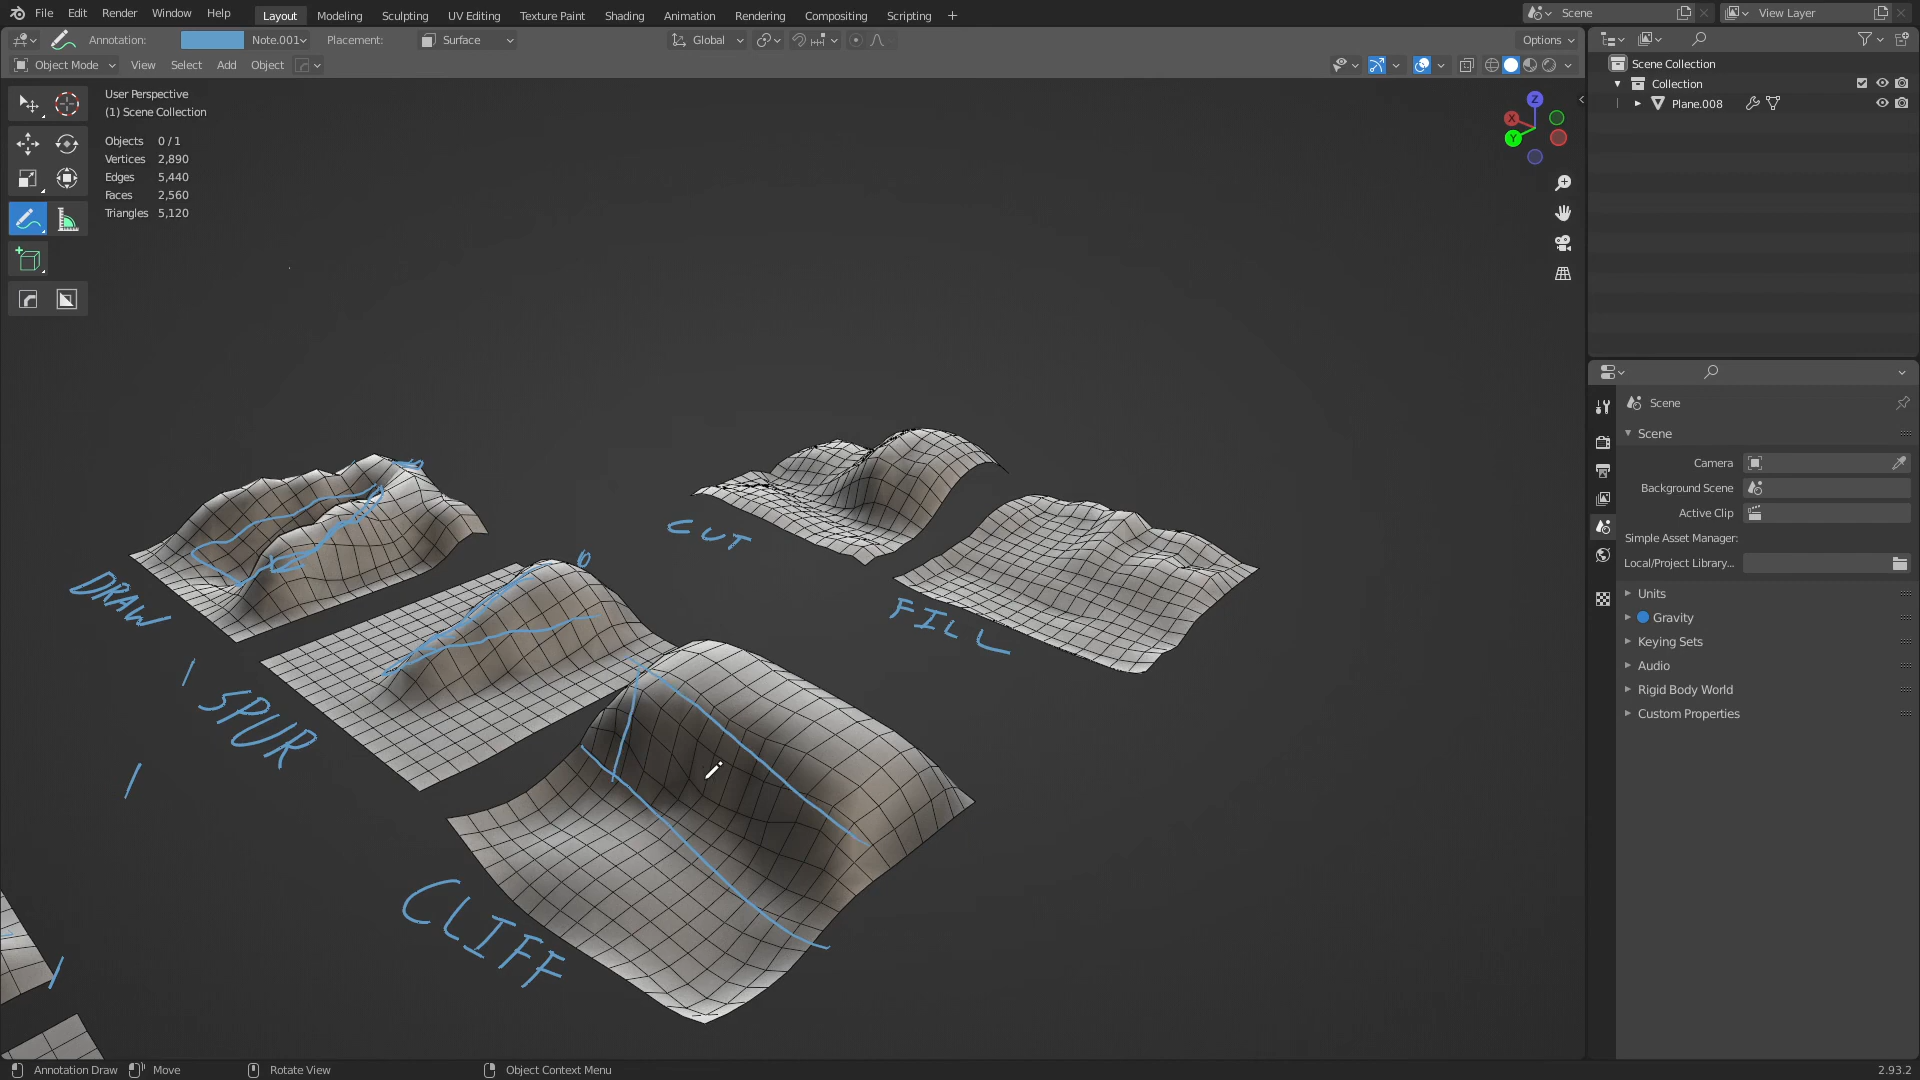 File Edit Render Window Help Layout Modeling Sculpting UV Editing Texture Paint Shading Animation Rendering Compositing Scripting + Scene View Layer
Annotation: Note.001 Placement: Surface Global Options
Object Mode View Select Add Object
User Perspective
(1) Scene Collection
Objects 0 / 1
Vertices 2,890
Edges 5,440
Faces 2,560
Triangles 5,120
Z
X
Y
DRAW
SPUR
CLIFF
CUT
FILL
Scene Collection
Collection
Plane.008
Scene
Scene
Camera
Background Scene
Active Clip
Simple Asset Manager:
Local/Project Library...
Units
Gravity
Keying Sets
Audio
Rigid Body World
Custom Properties
Annotation Draw Move Rotate View Object Context Menu 2.93.2